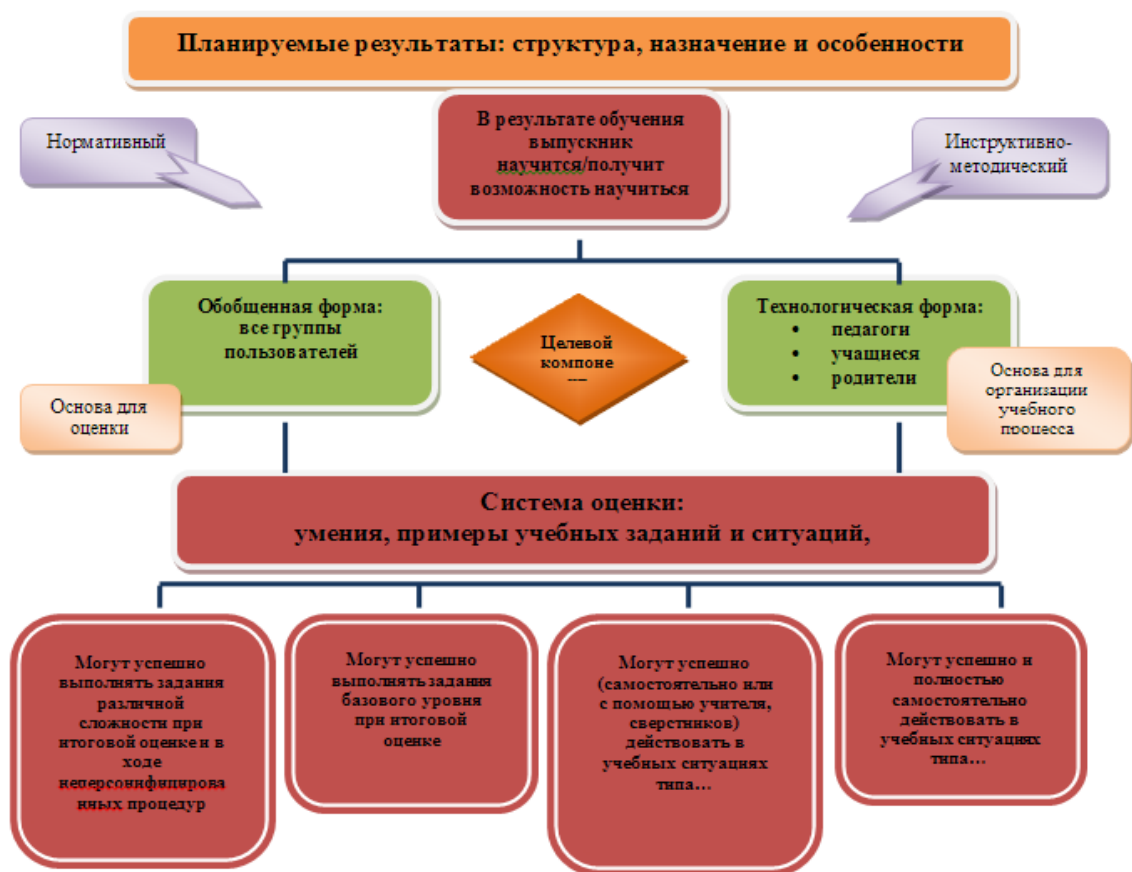 Планируемые результаты: структура, назначение и особенности
В результате обучения
выпускник
научится/получит
возможность научиться
Нормативный
Инструктивно-
методический
Обобщенная форма:
все группы
пользователей
Целевой
компоне
Технологическая форма:
• педагоги
• учащиеся
• родители
Основа для
оценки
Основа для
организации
учебного
процесса
Система оценки:
умения, примеры учебных заданий и ситуаций,
Могут успешно
выполнять задания
различной
сложности при
итоговой оценке и в
ходе
неперсонифицирова
нных процедур
Могут успешно
выполнять задания
базового уровня
при итоговой
оценке
Могут успешно
(самостоятельно или
с помощью учителя,
сверстников)
действовать в
учебных ситуациях
типа…
Могут успешно и
полностью
самостоятельно
действовать в
учебных ситуациях
типа…